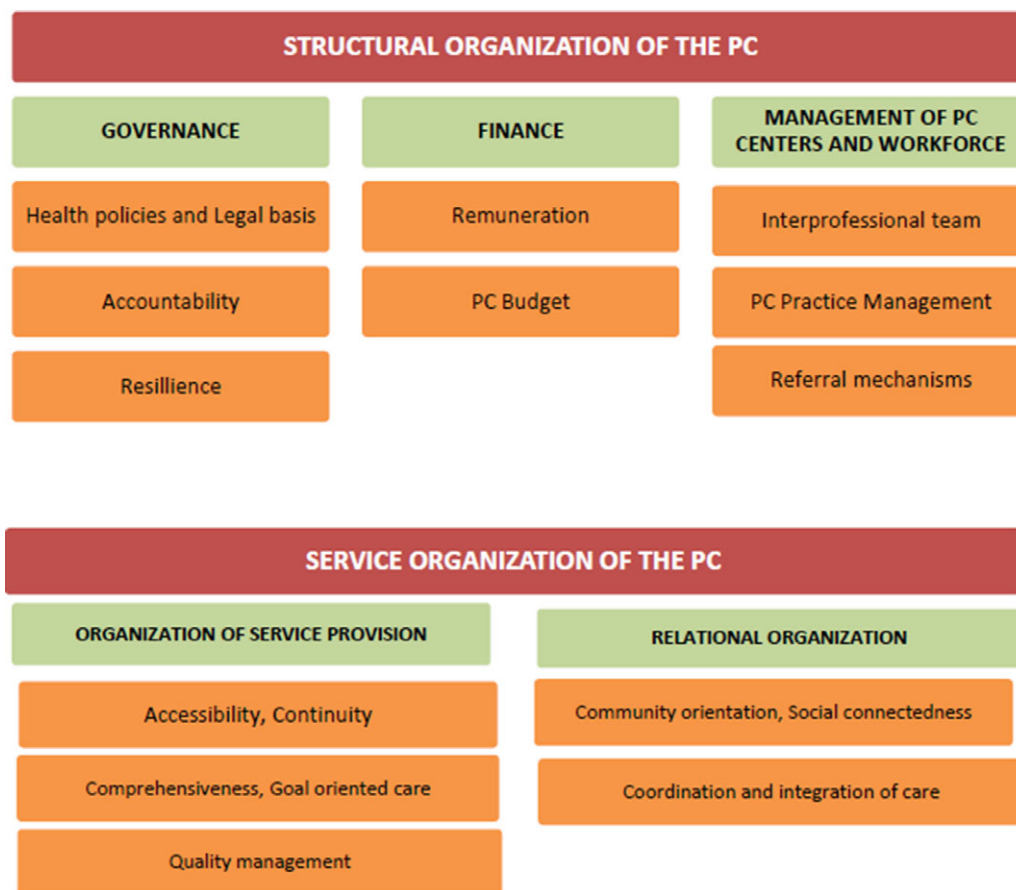 STRUCTURAL ORGANIZATION OF THE PC
GOVERNANCE
Health policies and Legal basis
Accountability
Resillience
FINANCE
Remuneration
PC Budget
MANAGEMENT OF PC
CENTERS AND WORKFORCE
Interprofessional team
PC Practice Management
Referral mechanisms
SERVICE ORGANIZATION OF THE PC
ORGANIZATION OF SERVICE PROVISION
Accessibility, Continuity
Comprehensiveness, Goal oriented care
Quality management
RELATIONAL ORGANIZATION
Community orientation, Social connectedness
Coordination and integration of care